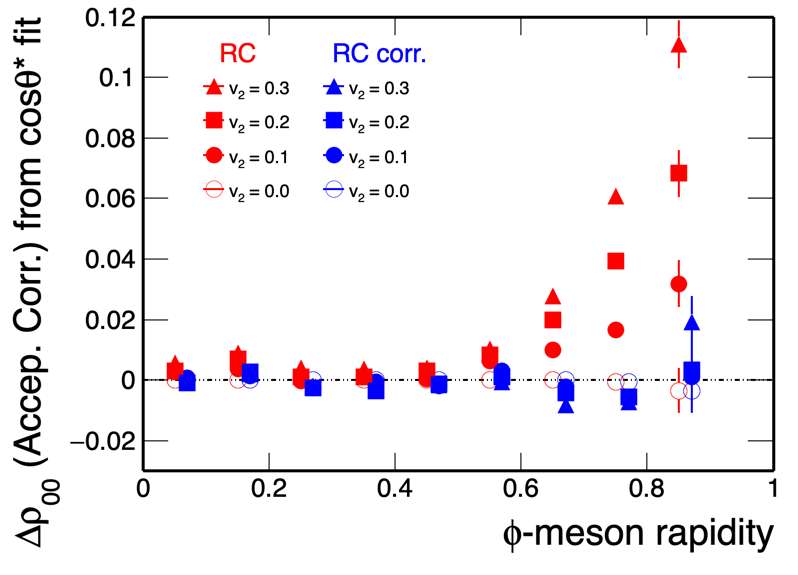 Δρ₀₀ (Accep. Corr.) from cosθ* fit
0.12
0.1
0.08
0.06
0.04
0.02
0
−0.02
RC RC corr.
v₂ = 0.3 v₂ = 0.3
v₂ = 0.2 v₂ = 0.2
v₂ = 0.1 v₂ = 0.1
v₂ = 0.0 v₂ = 0.0
0 0.2 0.4 0.6 0.8 1
ϕ-meson rapidity